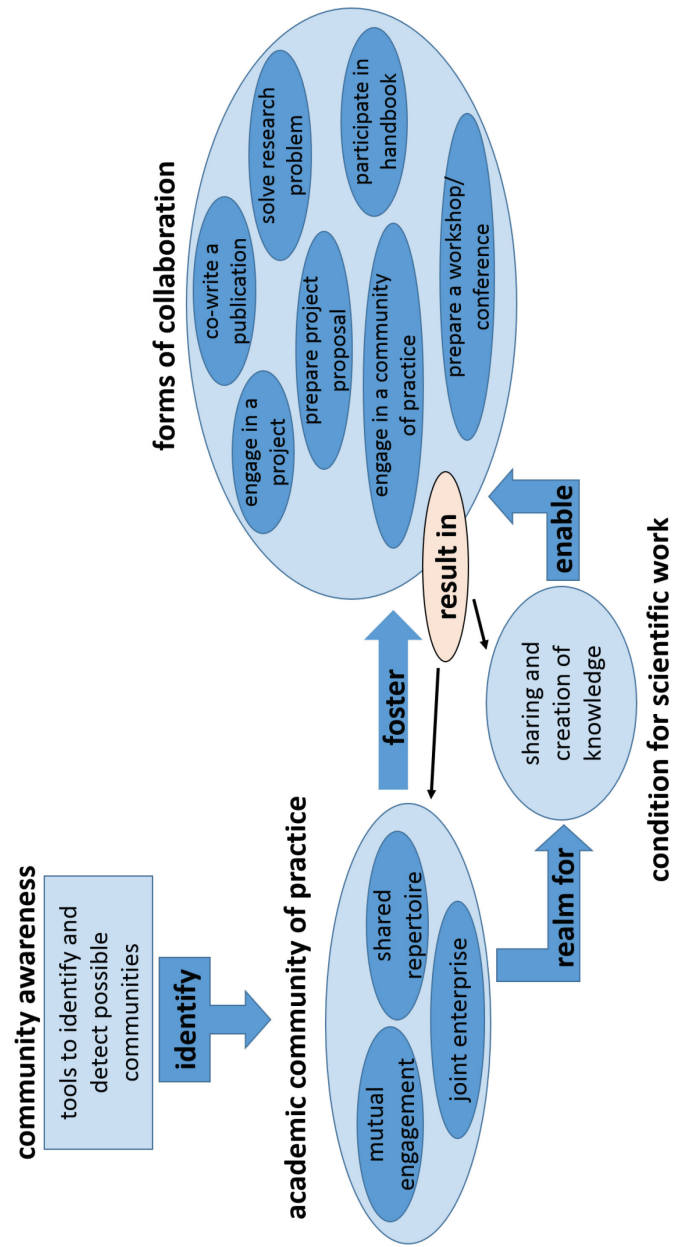 community awareness
tools to identify and
detect possible
communities
identify
academic community of practice
mutual
engagement
shared
repertoire
joint enterprise
foster
realm for
sharing and
creation of
knowledge
condition for scientific work
enable
result in
forms of collaboration
engage in a
project
co-write a
publication
solve research
problem
prepare project
proposal
participate in
handbook
engage in a community
of practice
prepare a workshop/
conference